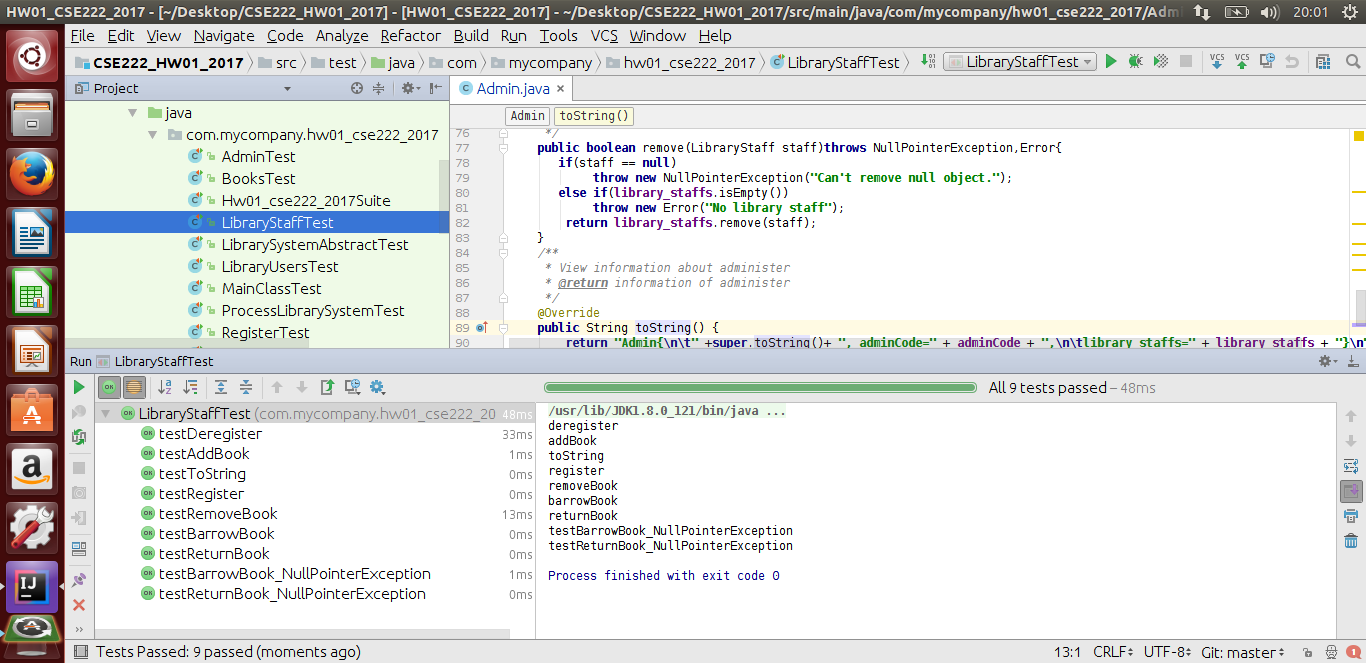 HW01_CSE222_2017 - [~/Desktop/CSE222_HW01_2017] - [HW01_CSE222_2017] - ~/Desktop/CSE222_HW01_2017/src/main/java/com/mycompany/hw01_cse222_2017/Adm 20:01
File Edit View Navigate Code Analyze Refactor Build Run Tools VCS Window Help
CSE222_HW01_2017 src test java com mycompany hw01_cse222_2017 LibraryStaffTest LibraryStaffTest VCS VCS
Project
Admin.java
Admin toString()
java
com.mycompany.hw01_cse222_2017
AdminTest
BooksTest
Hw01_cse222_2017Suite
LibraryStaffTest
LibrarySystemAbstractTest
LibraryUsersTest
MainClassTest
ProcessLibrarySystemTest
RegisterTest
76 */
77 public boolean remove(LibraryStaff staff)throws NullPointerException,Error{
78 if(staff == null)
79 throw new NullPointerException("Can't remove null object.");
80 else if(library_staffs.isEmpty())
81 throw new Error("No library staff");
82 return library_staffs.remove(staff);
83 }
84 /**
85 * View information about administer
86 * @return information of administer
87 */
88 @Override
89 public String toString() {
90 return "Admin{\n\t" +super.toString()+ ", adminCode=" + adminCode + ",\n\tlibrary_staffs=" + library_staffs + "}\n"
Run LibraryStaffTest
All 9 tests passed – 48ms
LibraryStaffTest (com.mycompany.hw01_cse222_20 48ms
testDeregister 33ms
testAddBook 1ms
testToString 0ms
testRegister 0ms
testRemoveBook 13ms
testBarrowBook 0ms
testReturnBook 0ms
testBarrowBook_NullPointerException 1ms
testReturnBook_NullPointerException 0ms
/usr/lib/JDK1.8.0_121/bin/java ...
deregister
addBook
toString
register
removeBook
barrowBook
returnBook
testBarrowBook_NullPointerException
testReturnBook_NullPointerException
Process finished with exit code 0
Tests Passed: 9 passed (moments ago) 13:1 CRLF UTF-8 Git: master 1